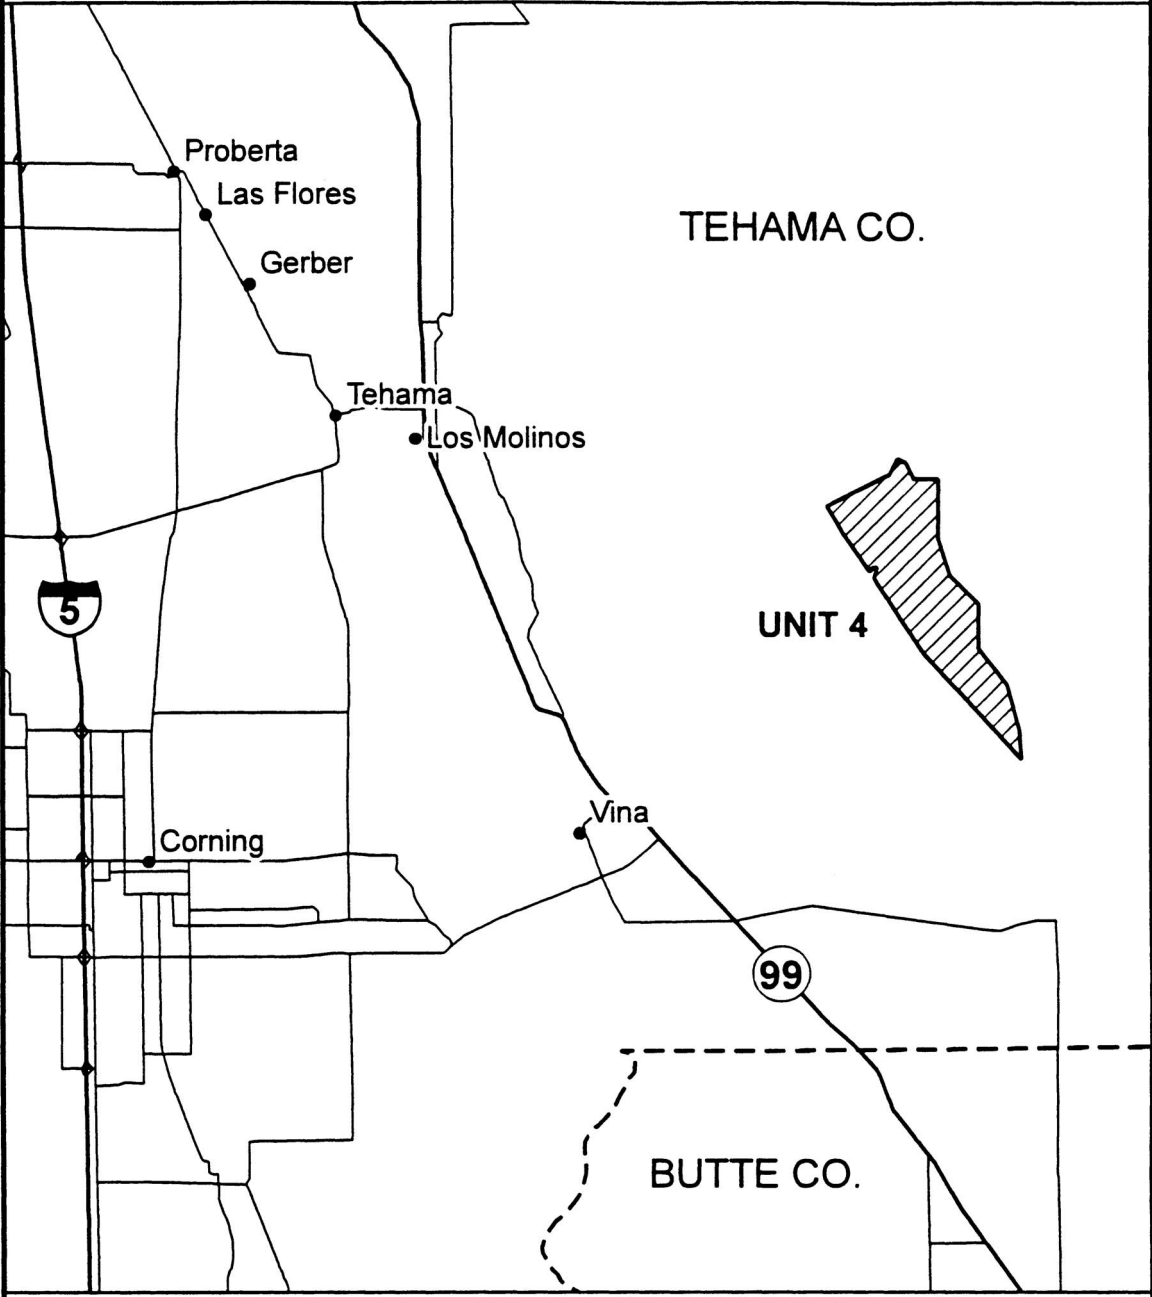 Proberta
Las Flores
TEHAMA CO.
Gerber
Tehama
Los Molinos
5
UNIT 4
Vina
Corning
99
BUTTE CO.